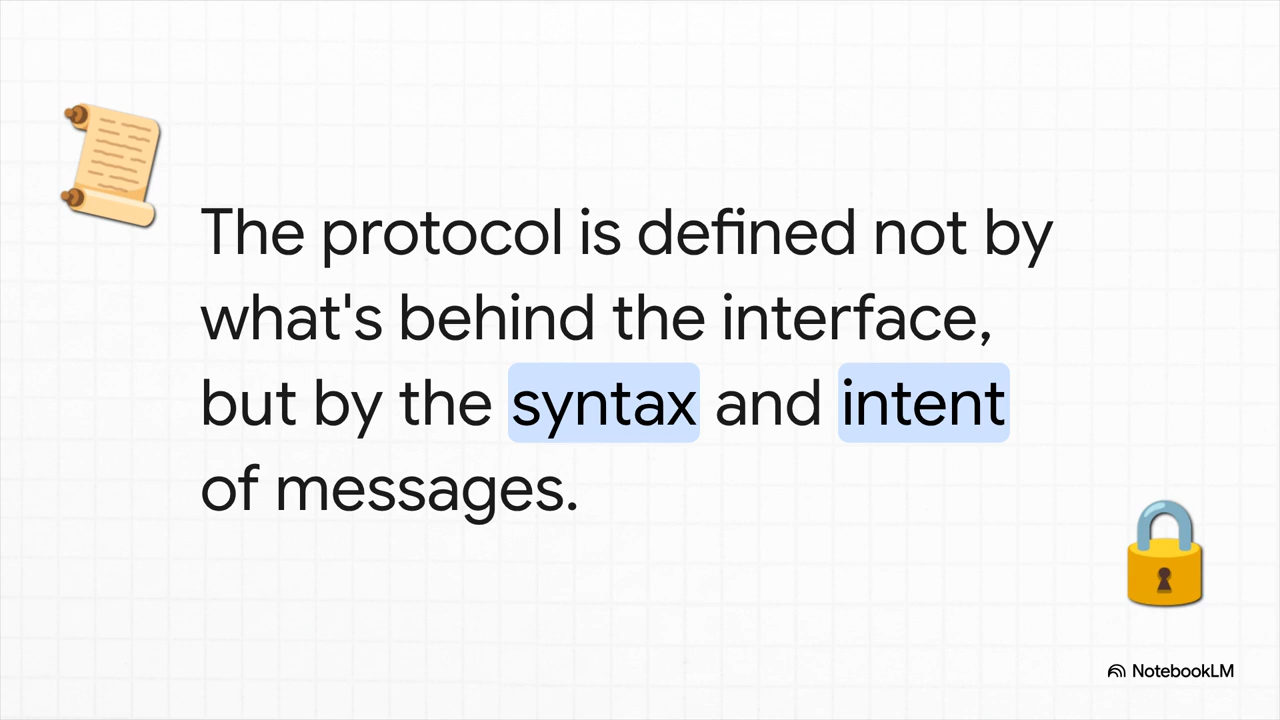 The protocol is defined not by
what's behind the interface,
but by the syntax and intent
of messages.
NotebookLM